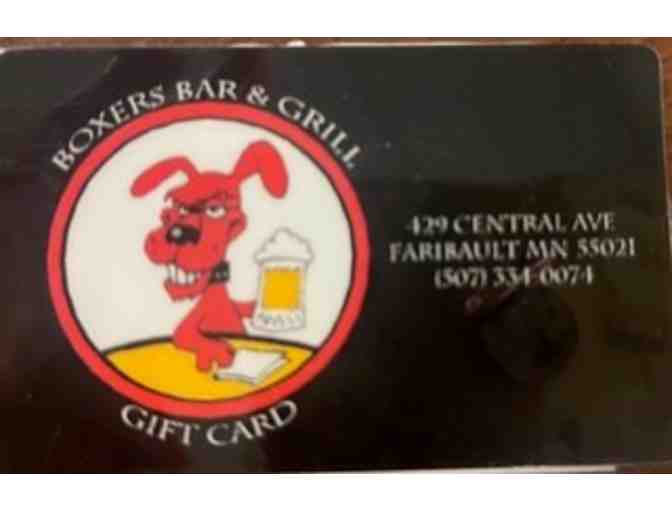 BOXERS BAR & GRILL
GIFT CARD
429 CENTRAL AVE
FARIBAULT MN 55021
(507) 334-0074